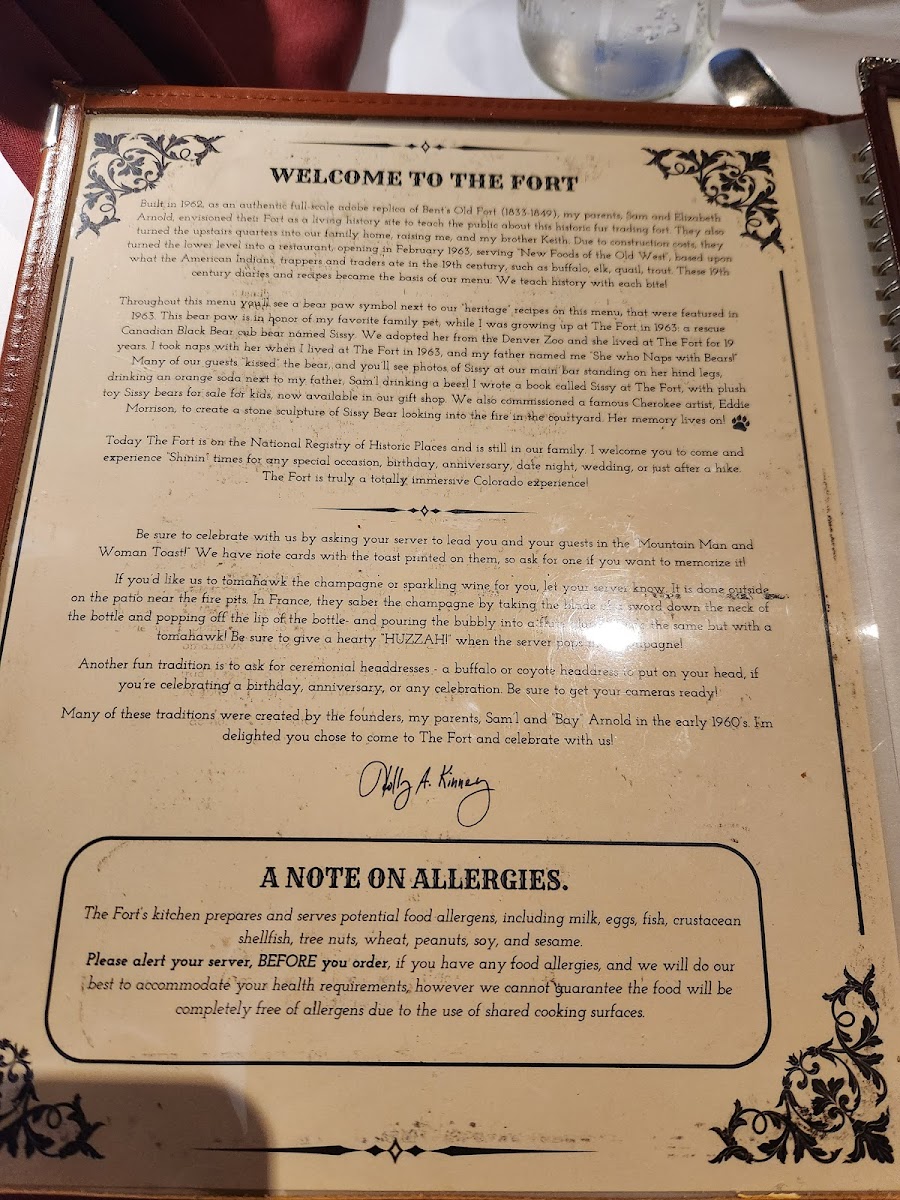 WELCOME TO THE FORT
Built in 1962, as an authentic full-scale adobe replica of Bent's Old Fort (1833-1849), my parents, Sam and Elizabeth
Arnold, envisioned their Fort as a living history site to teach the public about this historic fur trading fort. They also
turned the upstairs quarters into our family home, raising me, and my brother Keith. Due to construction costs, they
turned the lower level into a restaurant, opening in February 1963, serving "New Foods of the Old West", based upon
what the American Indians, trappers and traders ate in the 19th century, such as buffalo, elk, quail, trout. These 19th
century diaries and recipes became the basis of our menu. We teach history with each bite!
Throughout this menu you'll see a bear paw symbol next to our "heritage" recipes on this menu, that were featured in
1963. This bear paw is in honor of my favorite family pet, while I was growing up at The Fort in 1963: a rescue
Canadian Black Bear cub bear named Sissy. We adopted her from the Denver Zoo and she lived at The Fort for 19
years. I took naps with her when I lived at The Fort in 1963, and my father named me "She who Naps with Bears!"
Many of our guests "kissed" the bear, and you'll see photos of Sissy at our main bar standing on her hind legs,
drinking an orange soda next to my father, Sam'l drinking a beer! I wrote a book called Sissy at The Fort, with plush
toy Sissy bears for sale for kids, now available in our gift shop. We also commissioned a famous Cherokee artist, Eddie
Morrison, to create a stone sculpture of Sissy Bear looking into the fire in the courtyard. Her memory lives on!
Today The Fort is on the National Registry of Historic Places and is still in our family. I welcome you to come and
experience "Shinin'" times for any special occasion, birthday, anniversary, date night, wedding, or just after a hike.
The Fort is truly a totally immersive Colorado experience!
Be sure to celebrate with us by asking your server to lead you and your guests in the "Mountain Man and
Woman Toast!" We have note cards with the toast printed on them, so ask for one if you want to memorize it!
If you'd like us to tomahawk the champagne or sparkling wine for you, let your server know. It is done outside
on the patio near the fire pits. In France, they saber the champagne by taking the blade of a sword down the neck of
the bottle and popping off the lip of the bottle- and pouring the bubbly into a the same but with a
tomahawk! Be sure to give a hearty "HUZZAH!" when the server pops champagne!
Another fun tradition is to ask for ceremonial headdresses - a buffalo or coyote headdress to put on your head, if
you're celebrating a birthday, anniversary, or any celebration. Be sure to get your cameras ready!
Many of these traditions were created by the founders, my parents, Sam'l and "Bay" Arnold in the early 1960's. I'm
delighted you chose to come to The Fort and celebrate with us!
Holly A. Kinney
A NOTE ON ALLERGIES.
The Fort's kitchen prepares and serves potential food allergens, including milk, eggs, fish, crustacean
shellfish, tree nuts, wheat, peanuts, soy, and sesame.
Please alert your server, BEFORE you order, if you have any food allergies, and we will do our
best to accommodate your health requirements, however we cannot guarantee the food will be
completely free of allergens due to the use of shared cooking surfaces.